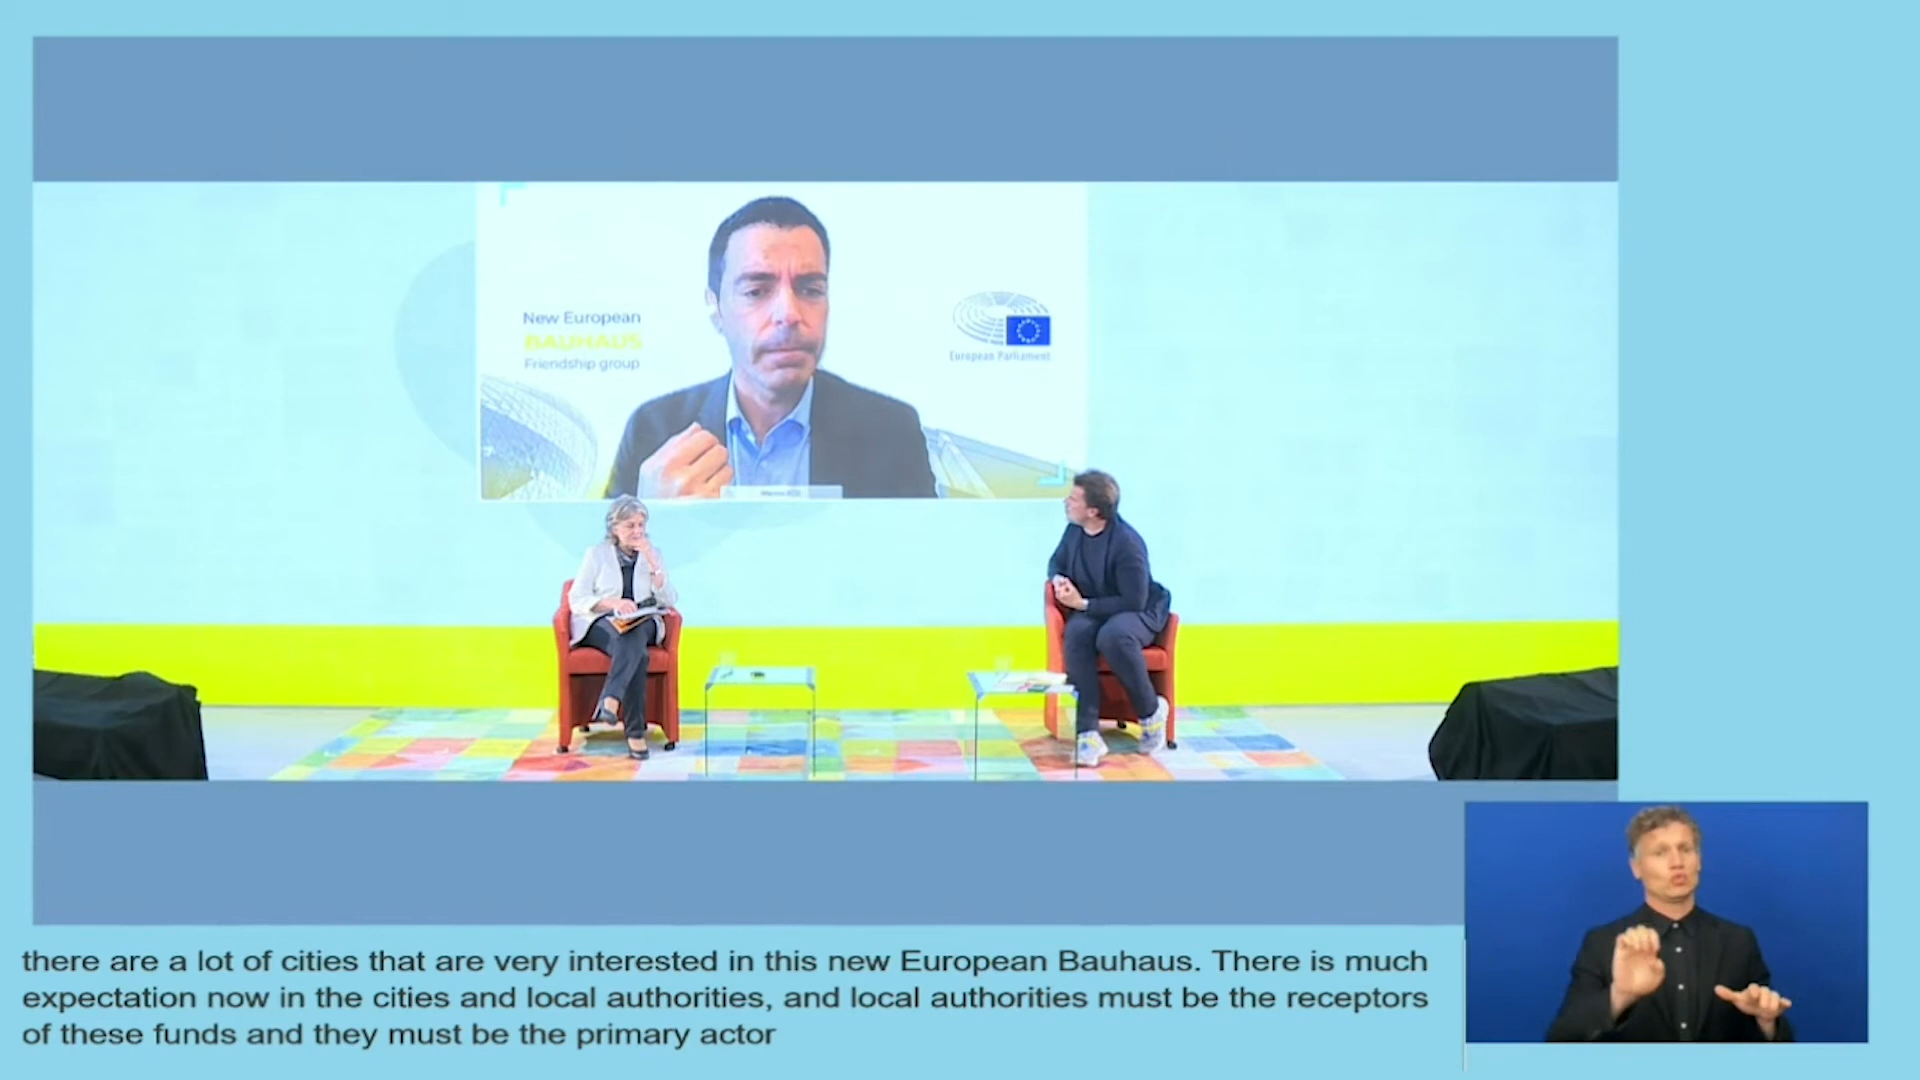 New European
BAUHAUS
Friendship group
European Parliament
there are a lot of cities that are very interested in this new European Bauhaus. There is much
expectation now in the cities and local authorities, and local authorities must be the receptors
of these funds and they must be the primary actor